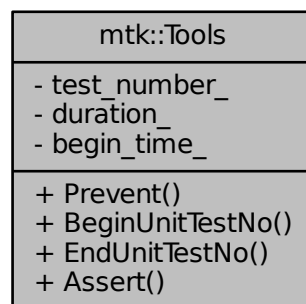 mtk::Tools
- test_number_
- duration_
- begin_time_
+ Prevent()
+ BeginUnitTestNo()
+ EndUnitTestNo()
+ Assert()